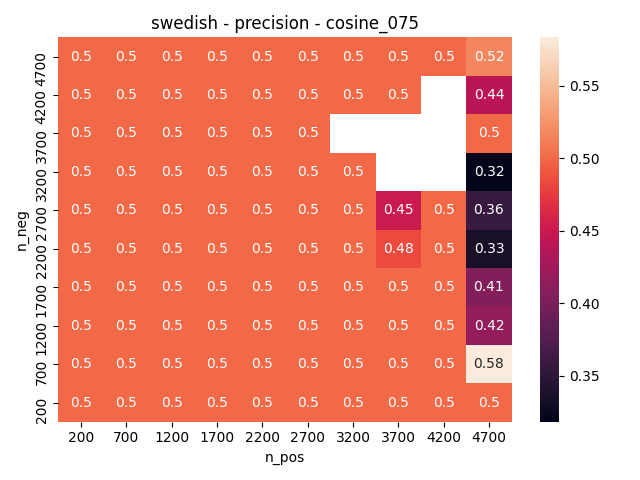 swedish - precision - cosine_075
4700 0.5 0.5 0.5 0.5 0.5 0.5 0.5 0.5 0.5 0.52
4200 0.5 0.5 0.5 0.5 0.5 0.5 0.5 0.5 0.44
3700 0.5 0.5 0.5 0.5 0.5 0.5 0.5
3200 0.5 0.5 0.5 0.5 0.5 0.5 0.5 0.32
2700 0.5 0.5 0.5 0.5 0.5 0.5 0.5 0.45 0.5 0.36
2200 0.5 0.5 0.5 0.5 0.5 0.5 0.5 0.48 0.5 0.33
1700 0.5 0.5 0.5 0.5 0.5 0.5 0.5 0.5 0.5 0.41
1200 0.5 0.5 0.5 0.5 0.5 0.5 0.5 0.5 0.5 0.42
700 0.5 0.5 0.5 0.5 0.5 0.5 0.5 0.5 0.5 0.58
200 0.5 0.5 0.5 0.5 0.5 0.5 0.5 0.5 0.5 0.5
200 700 1200 1700 2200 2700 3200 3700 4200 4700
n_pos
n_neg
0.55
0.50
0.45
0.40
0.35